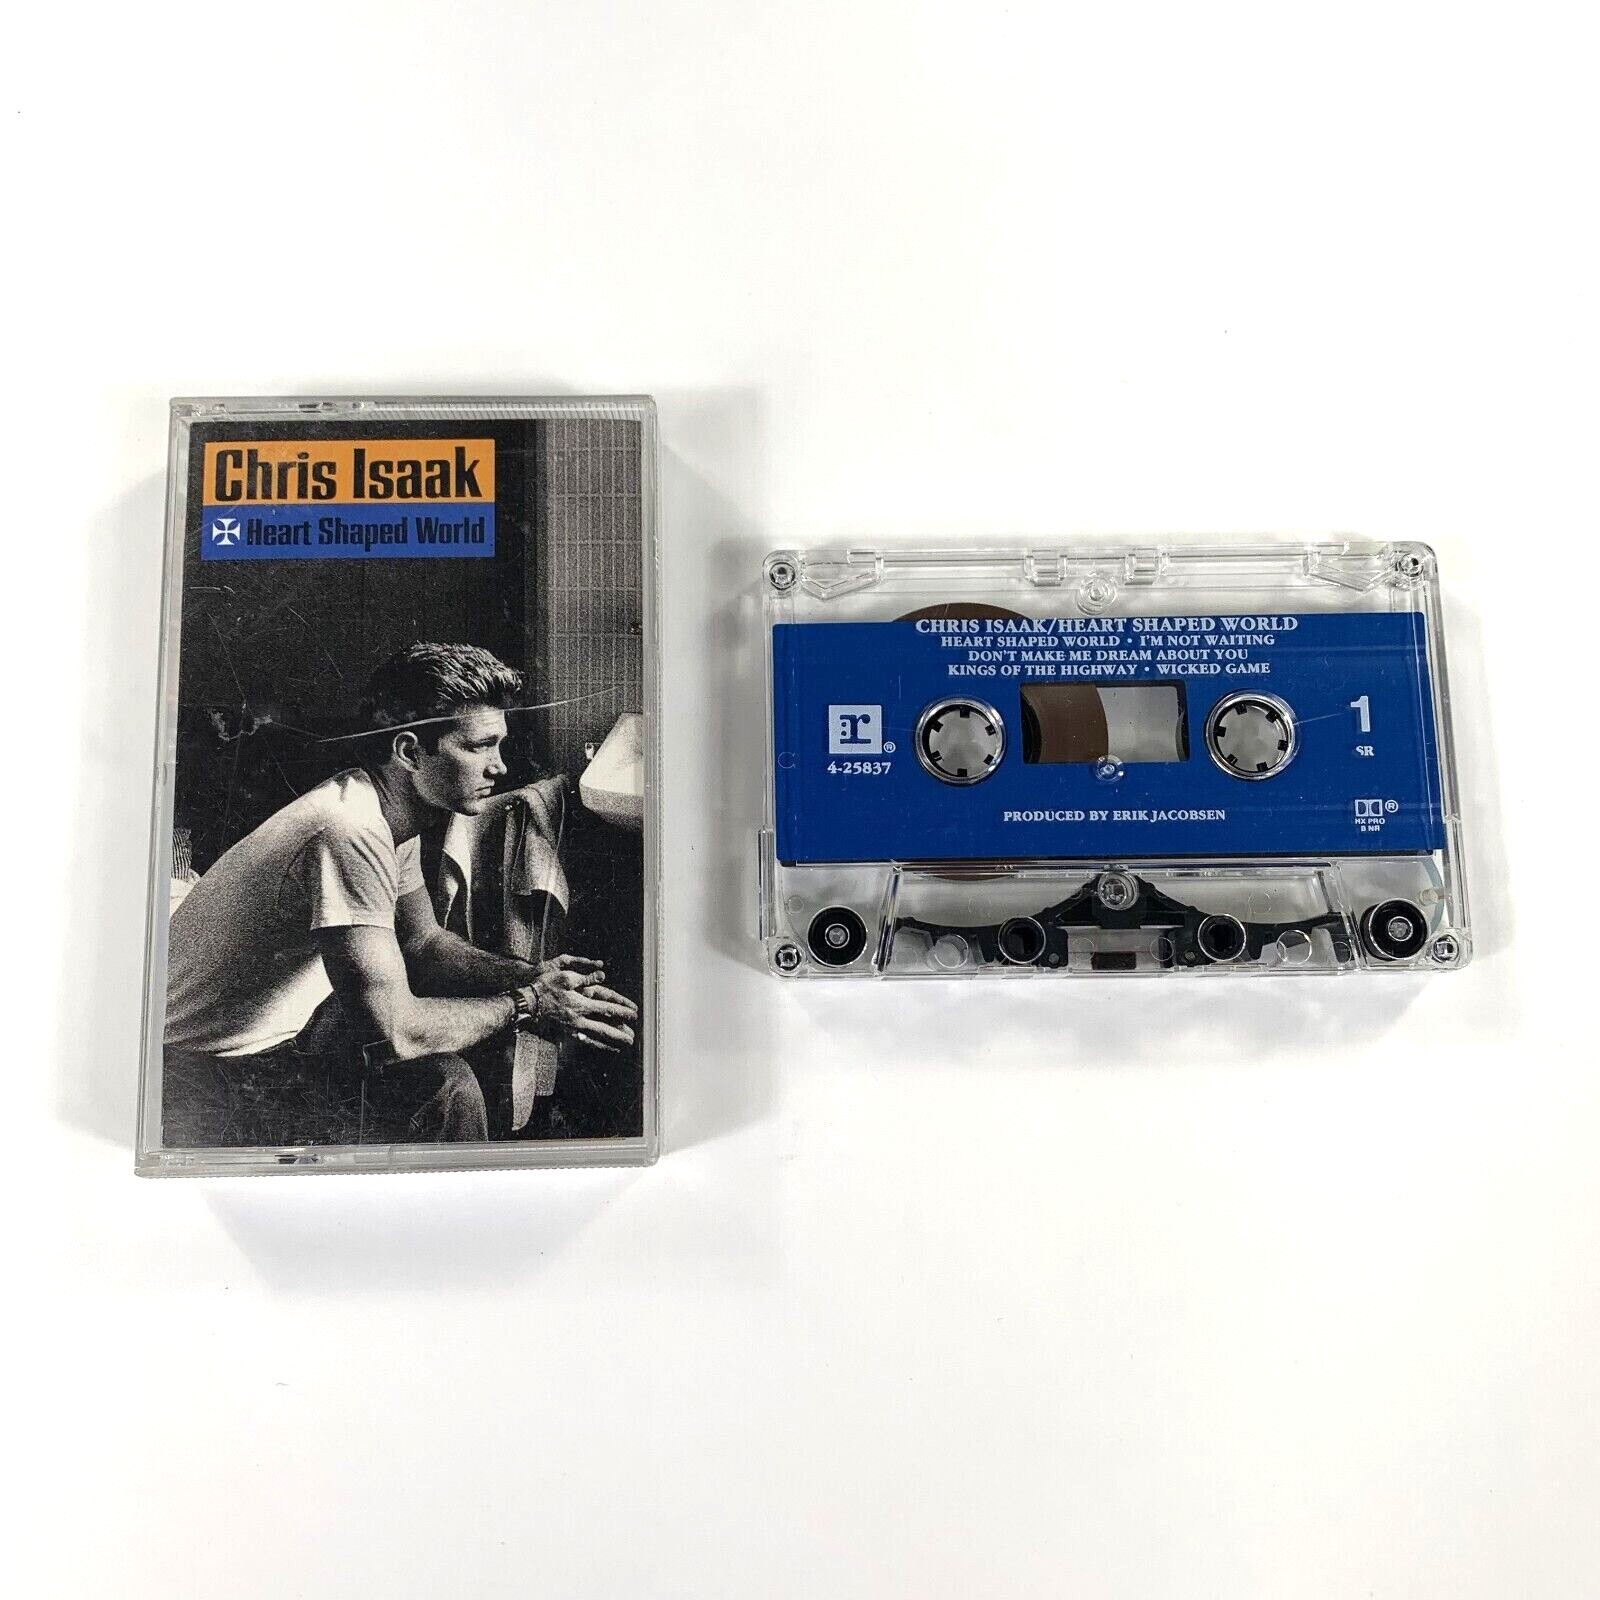 Chris Isaak
Heart Shaped World
CHRIS ISAAK/HEART SHAPED WORLD
HEART SHAPED WORLD • I'M NOT WAITING
DON'T MAKE ME DREAM ABOUT YOU
KINGS OF THE HIGHWAY • WICKED GAME
r®
4-25837
1
SR
PRODUCED BY ERIK JACOBSEN
®
HX PRO
B NR